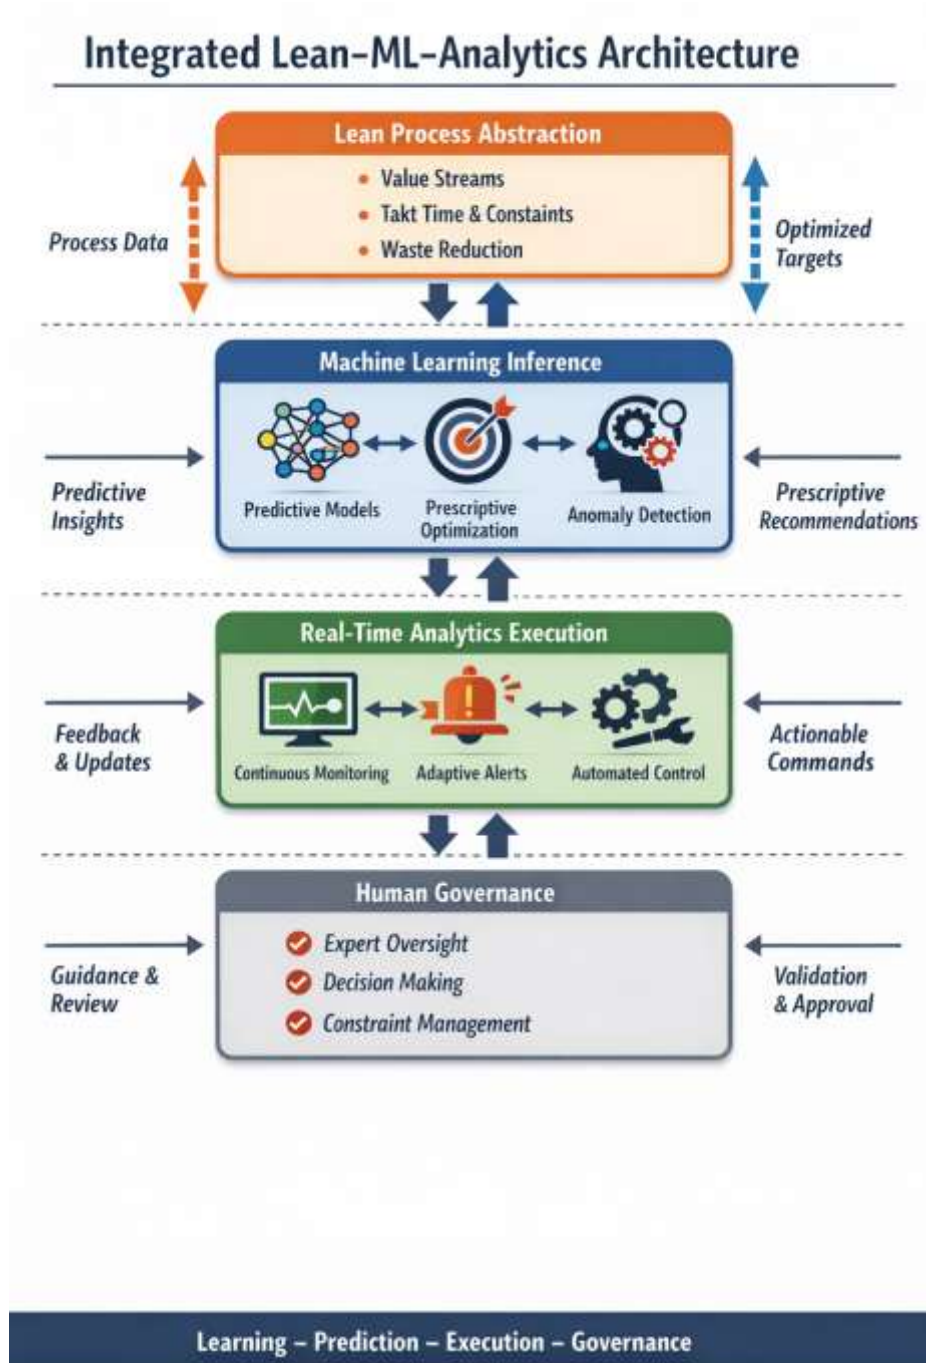 Integrated Lean–ML–Analytics Architecture
Lean Process Abstraction
• Value Streams
• Takt Time & Constaints
• Waste Reduction
Process Data
Optimized
Targets
Machine Learning Inference
Predictive Models
Prescriptive
Optimization
Anomaly Detection
Predictive
Insights
Prescriptive
Recommendations
Real-Time Analytics Execution
Continuous Monitoring
Adaptive Alerts
Automated Control
Feedback
& Updates
Actionable
Commands
Human Governance
Expert Oversight
Decision Making
Constraint Management
Guidance &
Review
Validation
& Approval
Learning – Prediction – Execution – Governance